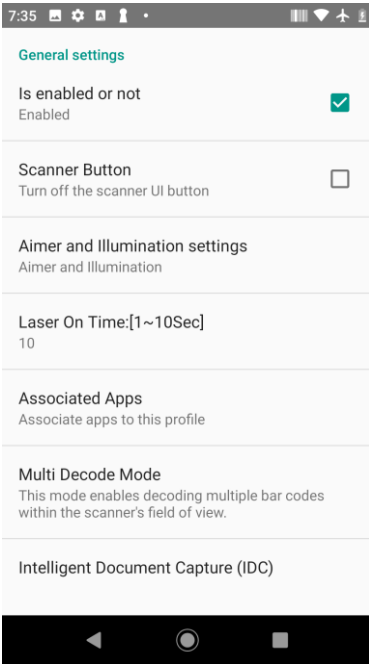 7:35
General settings
Is enabled or not
Enabled
Scanner Button
Turn off the scanner UI button
Aimer and Illumination settings
Aimer and Illumination
Laser On Time:[1~10Sec]
10
Associated Apps
Associate apps to this profile
Multi Decode Mode
This mode enables decoding multiple bar codes
within the scanner's field of view.
Intelligent Document Capture (IDC)